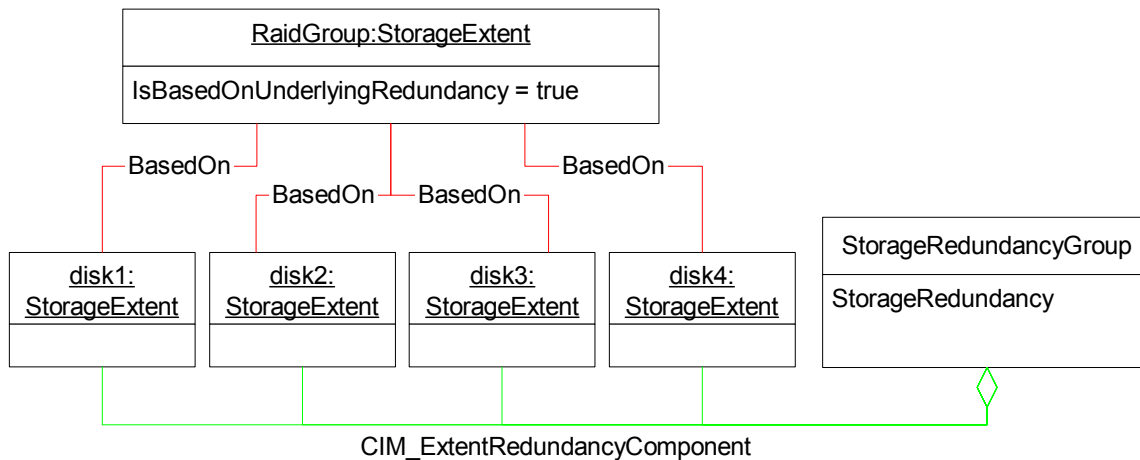 RaidGroup:StorageExtent
IsBasedOnUnderlyingRedundancy = true
BasedOn
BasedOn
BasedOn
BasedOn
disk1:
StorageExtent
disk2:
StorageExtent
disk3:
StorageExtent
disk4:
StorageExtent
StorageRedundancyGroup
StorageRedundancy
CIM_ExtentRedundancyComponent